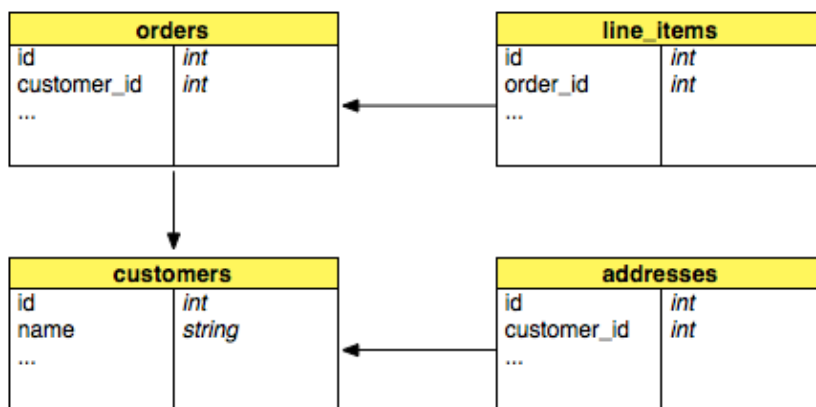 orders
id int
customer_id int
...
line_items
id int
order_id int
...
customers
id int
name string
...
addresses
id int
customer_id int
...